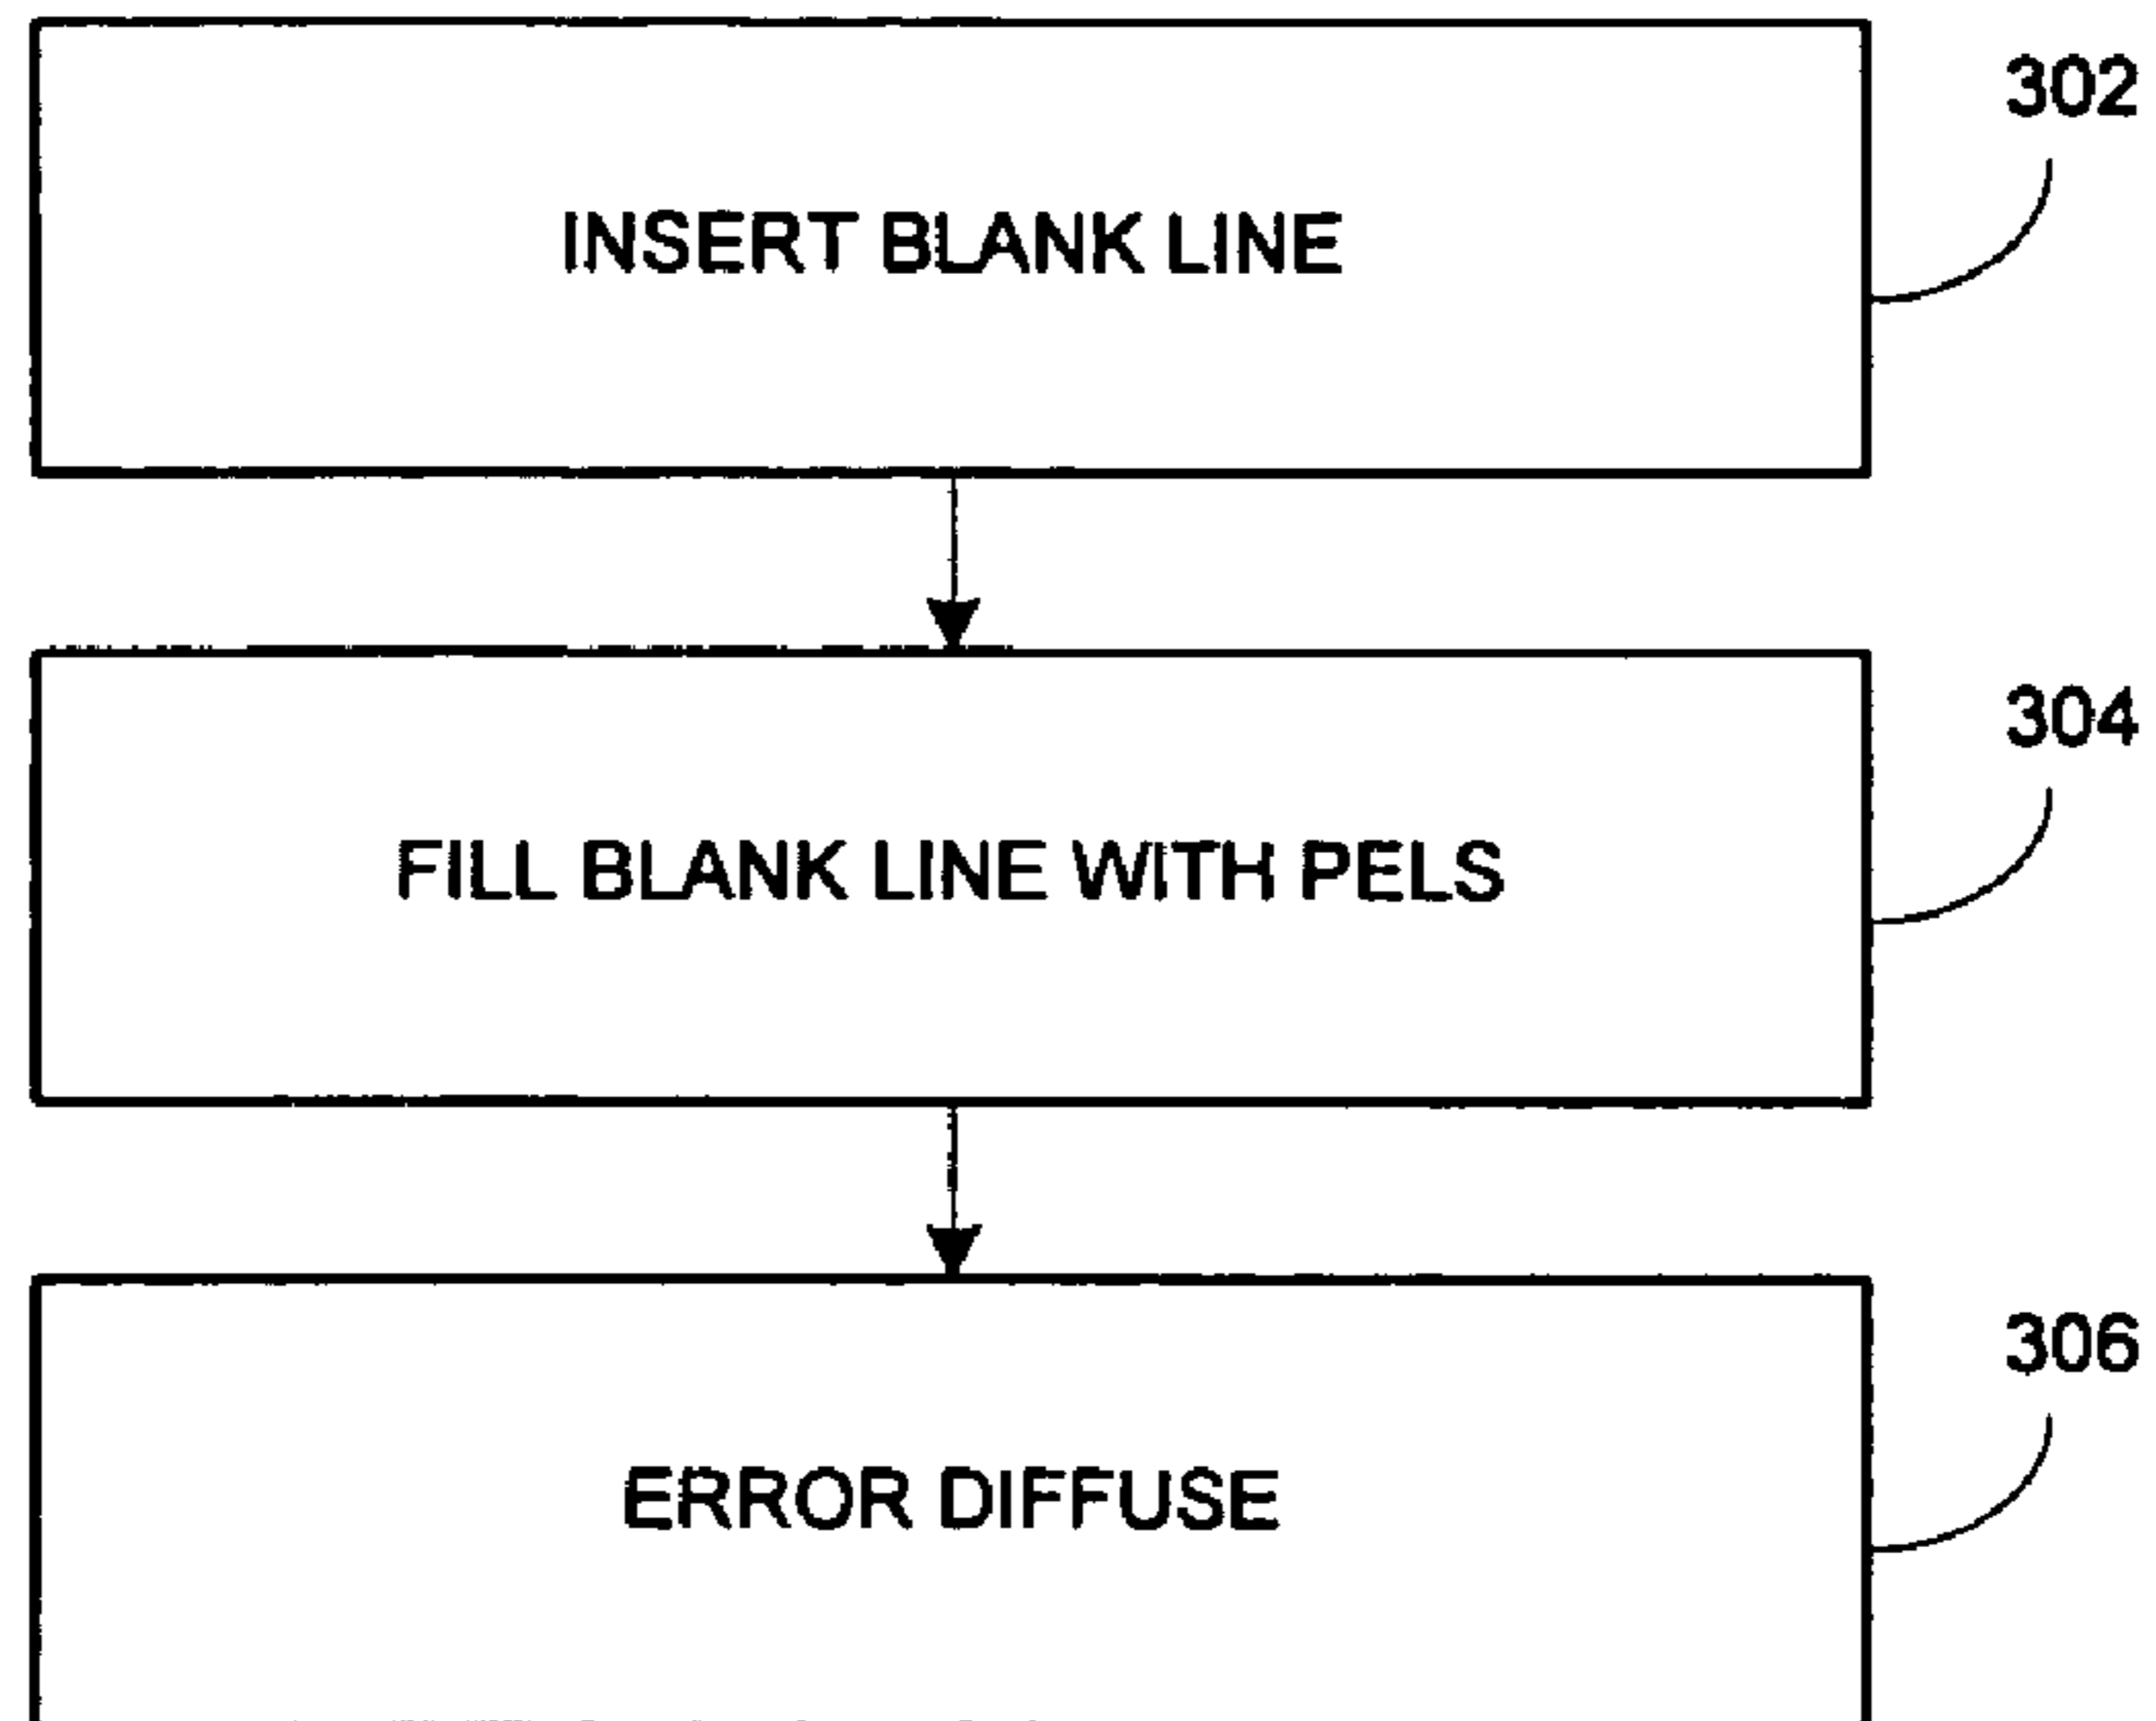 302
INSERT BLANK LINE
304
FILL BLANK LINE WITH PELS
306
ERROR DIFFUSE